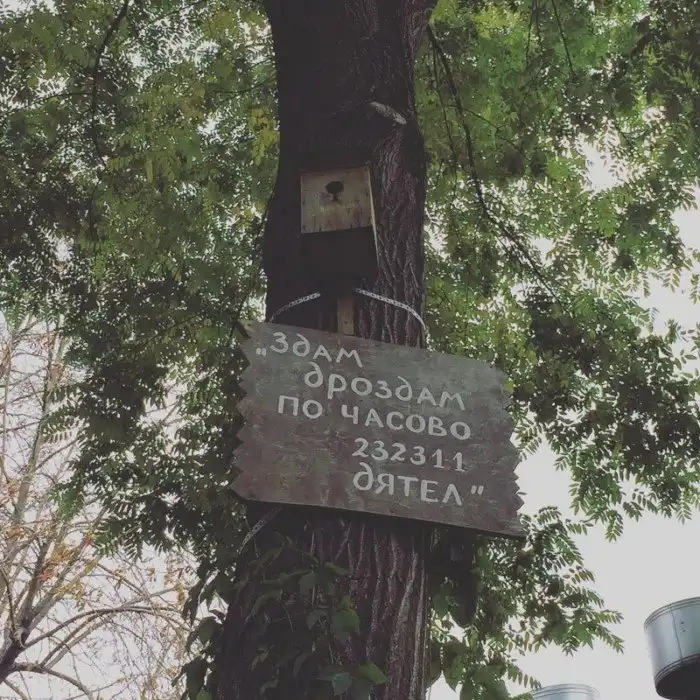 „Здам
дроздам
по часово
232311
дятел"